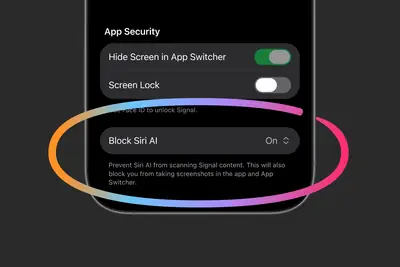 App Security
Hide Screen in App Switcher
Screen Lock
Face ID to unlock Signal.
Block Siri AI
On
Prevent Siri AI from scanning Signal content. This will also
block you from taking screenshots in the app and App
Switcher.